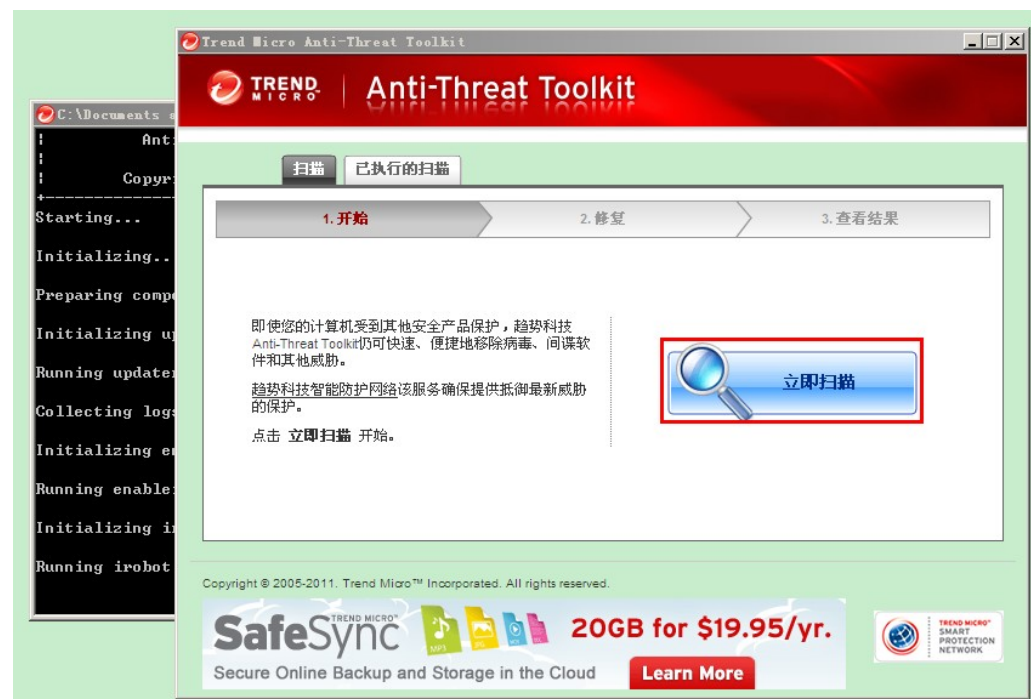 Trend Micro Anti-Threat Toolkit
TREND MICRO
Anti-Threat Toolkit
C:\Documents
Copyr
Starting...
Initializing..
Preparing comp
Initializing u
Running update
Collecting logs
Initializing e
Running enable
Initializing i
Running irobot
扫描
已执行的扫描
1.开始
2.修复
3.查看结果
即使您的计算机受到其他安全产品保护，趋势科技
Anti-Threat Toolkit仍可快速、便捷地移除病毒、间谍软
件和其他威胁。
趋势科技智能防护网络该服务确保提供抵御最新威胁
的保护。
点击 立即扫描 开始。
立即扫描
Copyright © 2005-2011. Trend Micro™ Incorporated. All rights reserved.
TREND MICRO™
SafeSync
MP3
JPG
20GB for $19.95/yr.
Secure Online Backup and Storage in the Cloud
Learn More
TREND MICRO™
SMART
PROTECTION
NETWORK